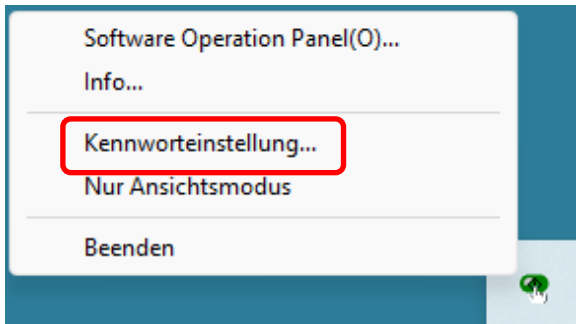 Software Operation Panel(O)...
Info...
Kennworteinstellung...
Nur Ansichtsmodus
Beenden